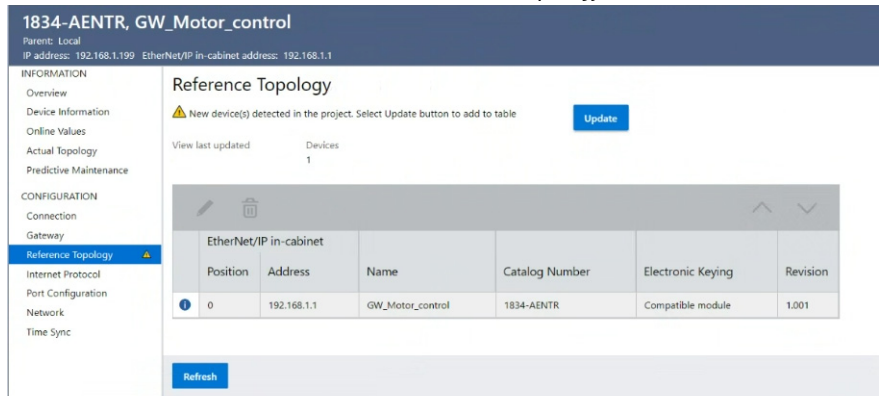 1834-AENTR, GW_Motor_control
Parent: Local
IP address: 192.168.1.199 EtherNet/IP in-cabinet address: 192.168.1.1
INFORMATION
Overview
Device Information
Online Values
Actual Topology
Predictive Maintenance
CONFIGURATION
Connection
Gateway
Reference Topology
Internet Protocol
Port Configuration
Network
Time Sync
Reference Topology
New device(s) detected in the project. Select Update button to add to table
Update
View last updated Devices
1
EtherNet/IP in-cabinet
Position Address Name Catalog Number Electronic Keying Revision
0 192.168.1.1 GW_Motor_control 1834-AENTR Compatible module 1.001
Refresh